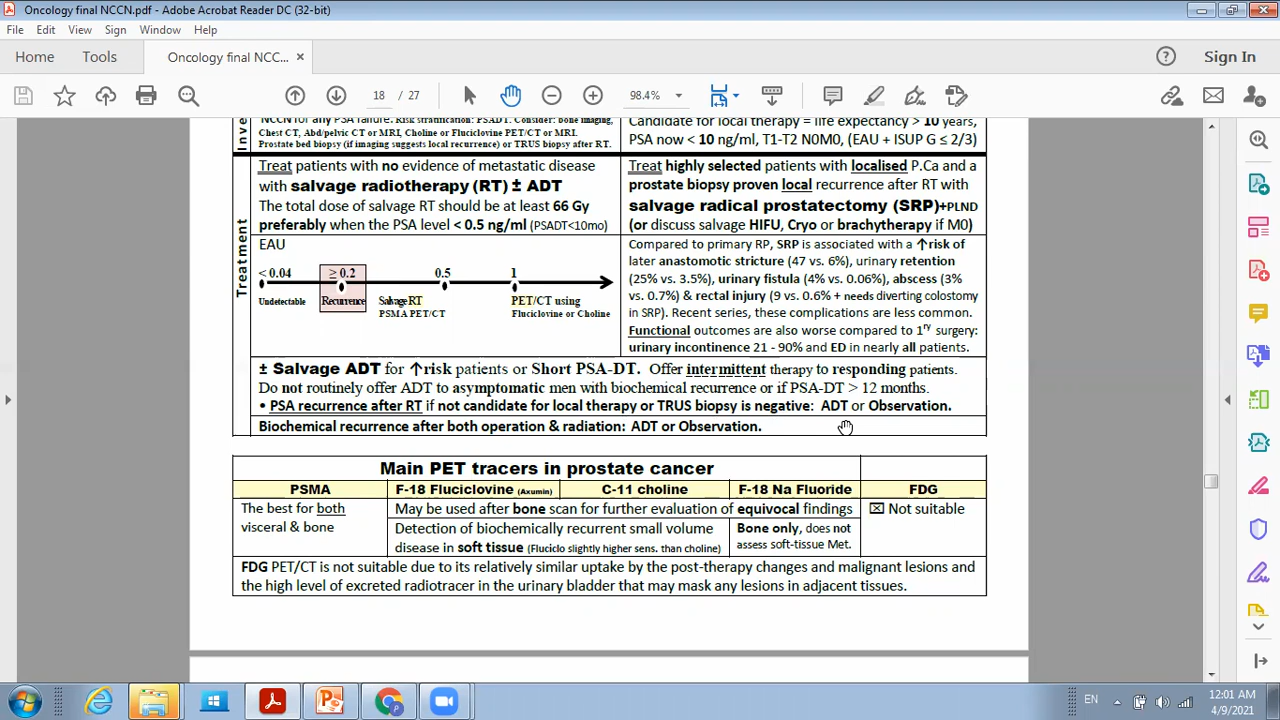 Oncology final NCCN.pdf - Adobe Acrobat Reader DC (32-bit)
File Edit View Sign Window Help
Home Tools Oncology final NCC... × Sign In
18 / 27 98.4%
Inve
NCCN for any PSA failure: Risk stratification: PSADT. Consider: bone imaging,
Chest CT, Abd/pelvic CT or MRI, Choline or Fluciclovine PET/CT or MRI.
Prostate bed biopsy (if imaging suggests local recurrence) or TRUS biopsy after RT.
Candidate for local therapy = life expectancy > 10 years,
PSA now < 10 ng/ml, T1-T2 N0M0, (EAU + ISUP G ≤ 2/3)
Treatment
Treat patients with no evidence of metastatic disease
with salvage radiotherapy (RT) ± ADT
The total dose of salvage RT should be at least 66 Gy
preferably when the PSA level < 0.5 ng/ml (PSADT<10mo)
Treat highly selected patients with localised P.Ca and a
prostate biopsy proven local recurrence after RT with
salvage radical prostatectomy (SRP)+PLND
(or discuss salvage HIFU, Cryo or brachytherapy if M0)
EAU
< 0.04 ≥ 0.2 0.5 1
Undetectable Recurrence Salvage RT PET/CT using
PSMA PET/CT Fluciclovine or Choline
Compared to primary RP, SRP is associated with a ↑risk of
later anastomotic stricture (47 vs. 6%), urinary retention
(25% vs. 3.5%), urinary fistula (4% vs. 0.06%), abscess (3%
vs. 0.7%) & rectal injury (9 vs. 0.6% + needs diverting colostomy
in SRP). Recent series, these complications are less common.
Functional outcomes are also worse compared to 1ry surgery:
urinary incontinence 21 - 90% and ED in nearly all patients.
± Salvage ADT for ↑risk patients or Short PSA-DT. Offer intermittent therapy to responding patients.
Do not routinely offer ADT to asymptomatic men with biochemical recurrence or if PSA-DT > 12 months.
• PSA recurrence after RT if not candidate for local therapy or TRUS biopsy is negative: ADT or Observation.
Biochemical recurrence after both operation & radiation: ADT or Observation.
Main PET tracers in prostate cancer
PSMA F-18 Fluciclovine (Axumin) C-11 choline F-18 Na Fluoride FDG
The best for both
visceral & bone
May be used after bone scan for further evaluation of equivocal findings
Detection of biochemically recurrent small volume
disease in soft tissue (Fluciclo slightly higher sens. than choline)
Bone only, does not
assess soft-tissue Met.
☒ Not suitable
FDG PET/CT is not suitable due to its relatively similar uptake by the post-therapy changes and malignant lesions and
the high level of excreted radiotracer in the urinary bladder that may mask any lesions in adjacent tissues.
EN
12:01 AM
4/9/2021